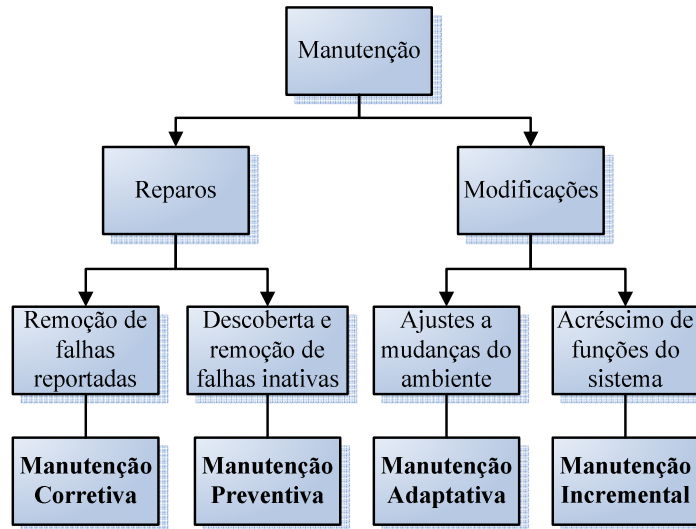 Manutenção
Reparos
Modificações
Remoção de
falhas
reportadas
Descoberta e
remoção de
falhas inativas
Ajustes a
mudanças do
ambiente
Acréscimo de
funções do
sistema
Manutenção
Corretiva
Manutenção
Preventiva
Manutenção
Adaptativa
Manutenção
Incremental